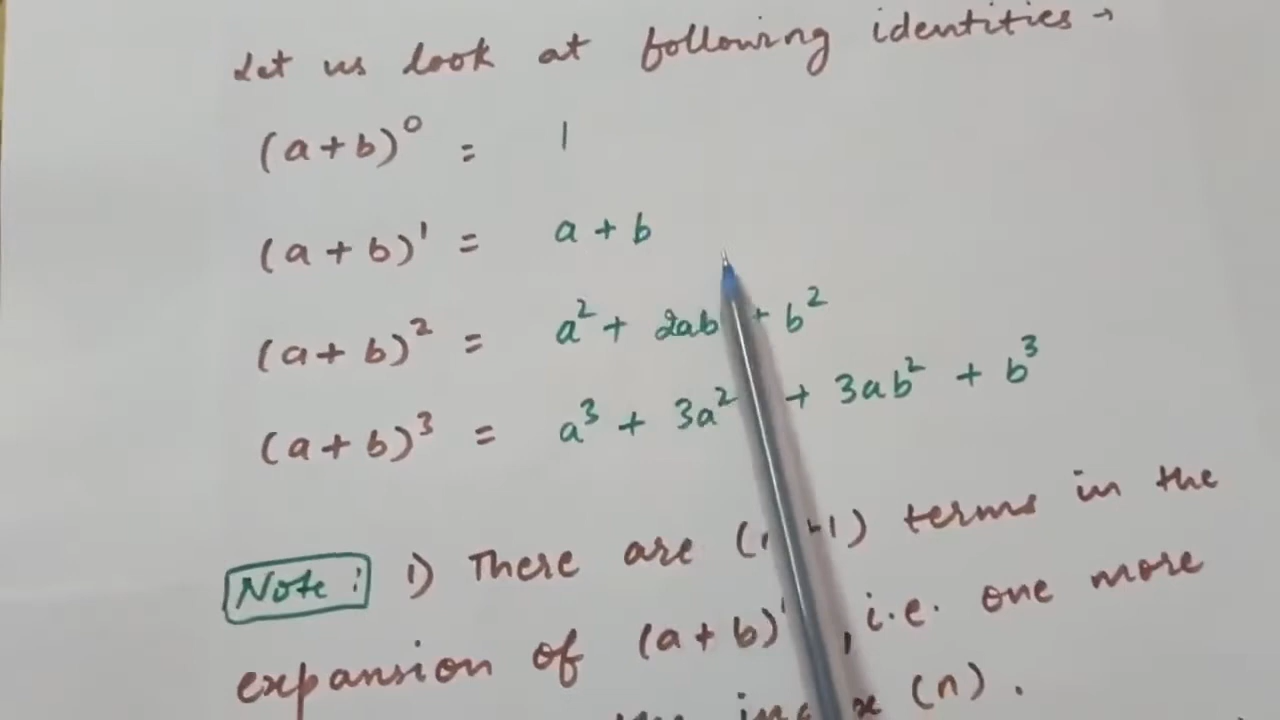 Let us look at following identities →
(a + b)⁰ = 1
(a + b)¹ = a + b
(a + b)² = a² + 2ab + b²
(a + b)³ = a³ + 3a² + 3ab² + b³
Note: 1) There are ( +1) terms in the
expansion of (a + b) , i.e. one more
(n).